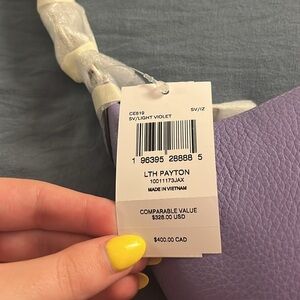 CE619 SV/IZ
SV/LIGHT VIOLET
1 96395 28888 5
LTH PAYTON
10011173JAX
MADE IN VIETNAM
COMPARABLE VALUE
$328.00 USD
$400.00 CAD